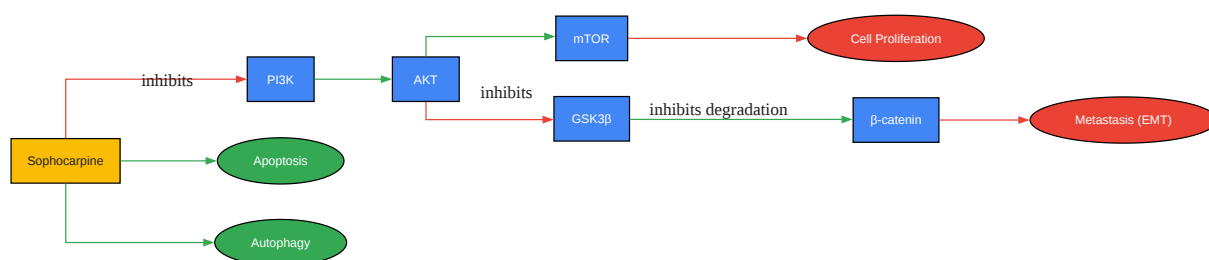 mTOR
Cell Proliferation
inhibits
PI3K
AKT
inhibits
GSK3β
inhibits degradation
β-catenin
Metastasis (EMT)
Sophocarpine
Apoptosis
Autophagy